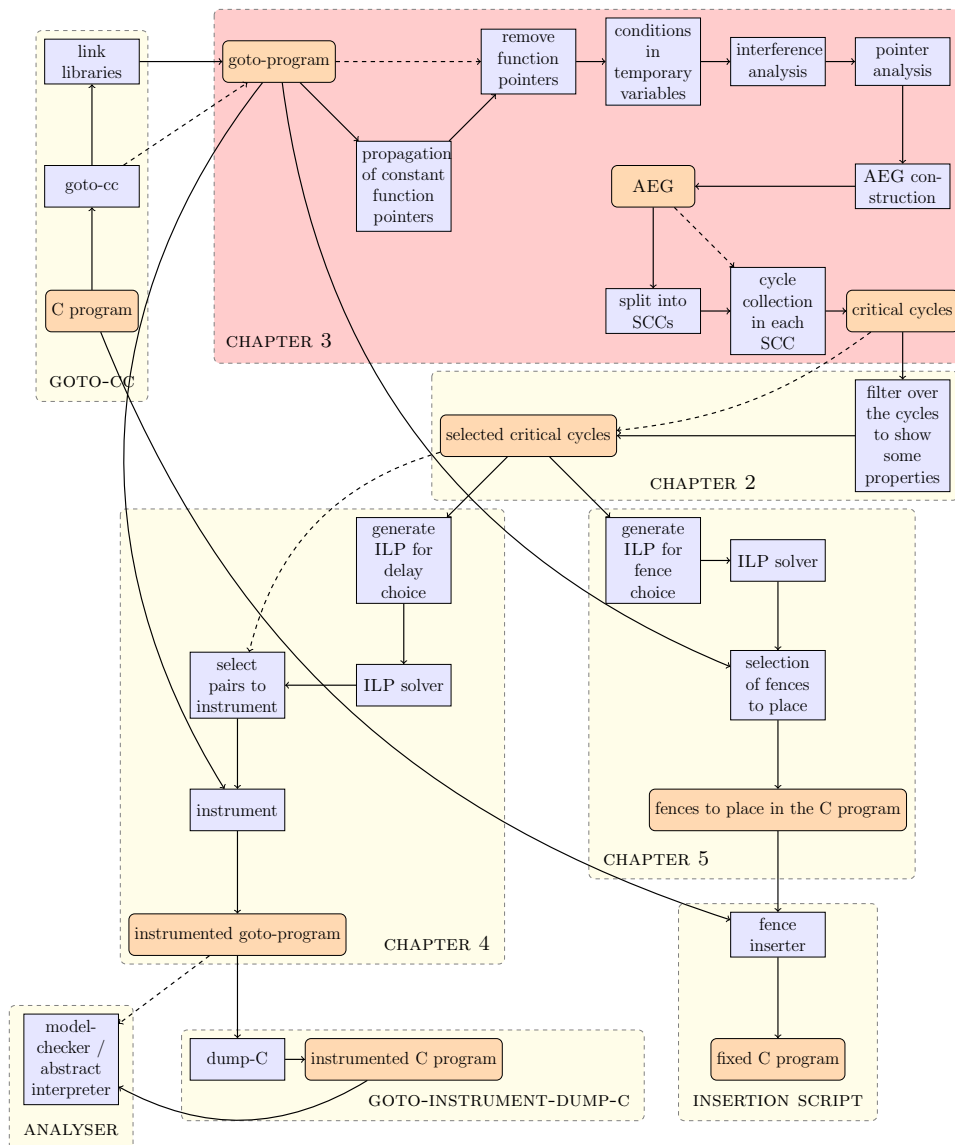 link
libraries
goto-program
remove
function
pointers
conditions
in
temporary
variables
interference
analysis
pointer
analysis
goto-cc
propagation
of constant
function
pointers
AEG
AEG con-
struction
C program
split into
SCCs
cycle
collection
in each
SCC
critical cycles
CHAPTER 3
GOTO-CC
selected critical cycles
filter over
the cycles
to show
some
properties
CHAPTER 2
generate
ILP for
delay
choice
generate
ILP for
fence
choice
ILP solver
select
pairs to
instrument
ILP solver
selection
of fences
to place
instrument
fences to place in the C program
CHAPTER 5
instrumented goto-program
CHAPTER 4
fence
inserter
model-
checker /
abstract
interpreter
dump-C
instrumented C program
fixed C program
GOTO-INSTRUMENT-DUMP-C
INSERTION SCRIPT
ANALYSER